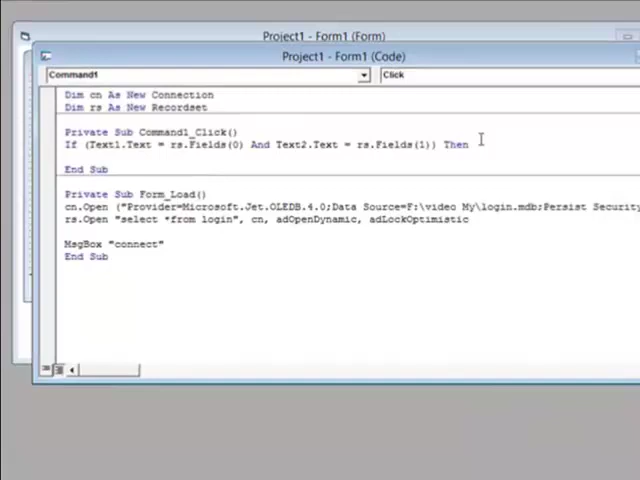 Project1 - Form1 (Form)
Project1 - Form1 (Code)
Command1
Click
Dim cn As New Connection
Dim rs As New Recordset
Private Sub Command1_Click()
If (Text1.Text = rs.Fields(0) And Text2.Text = rs.Fields(1)) Then
End Sub
Private Sub Form_Load()
cn.Open ("Provider=Microsoft.Jet.OLEDB.4.0;Data Source=F:\video My\login.mdb;Persist Security
rs.Open "select *from login", cn, adOpenDynamic, adLockOptimistic
MsgBox "connect"
End Sub